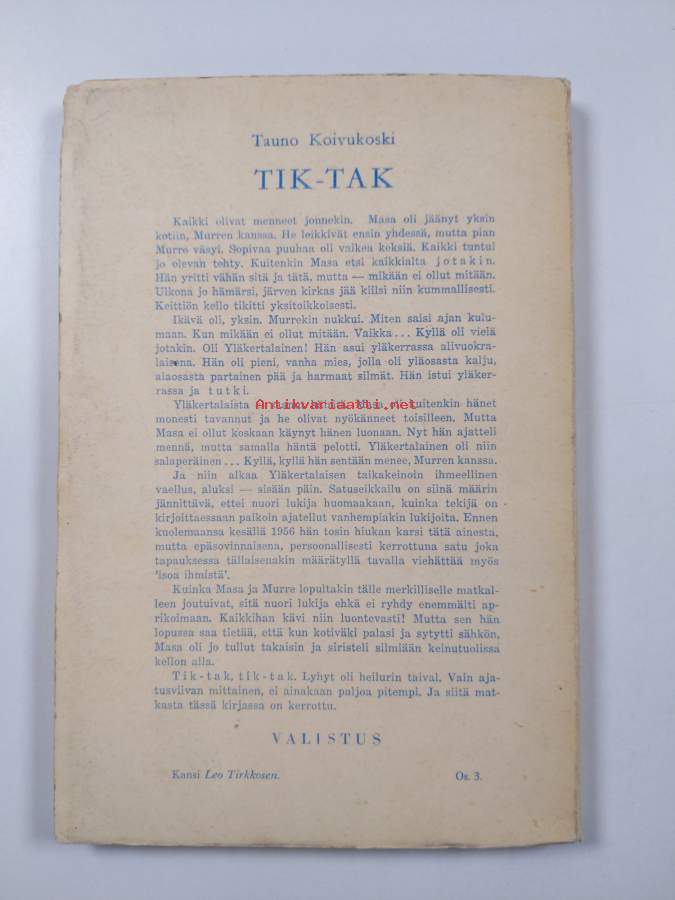 Tauno Koivukoski
TIK-TAK
Kaikki olivat menneet jonnekin. Masa oli jäänyt yksin
kotiin, Murren kanssa. He leikkivät ensin yhdessä, mutta pian
Murre väsyi. Sopivaa puuhaa oli vaikea keksiä. Kaikki tuntui
jo olevan tehty. Kuitenkin Masa etsi kaikkialta jotakin.
Hän yritti vähän sitä ja tätä, mutta — mikään ei ollut mitään.
Ulkona jo hämärsi, järven kirkas jää kiilsi niin kummallisesti.
Keittiön kello tikitti yksitoikkoisesti.
Ikävä oli, yksin. Murrekin nukkui. Miten saisi ajan kulu-
maan. Kun mikään ei ollut mitään. Vaikka... Kyllä oli vielä
jotakin. Oli Yläkertalainen! Hän asui yläkerrassa alivuokra-
laisena. Hän oli pieni, vanha mies, jolla oli yläosasta kalju,
alaosasta partainen pää ja harmaat silmät. Hän istui yläker-
rassa ja tutki.
Antikvariaatti.net
Yläkertalaista kuitenkin hänet
monesti tavannut ja he olivat nyökänneet toisilleen. Mutta
Masa ei ollut koskaan käynyt hänen luonaan. Nyt hän ajatteli
mennä, mutta samalla häntä pelotti. Yläkertalainen oli niin
salaperäinen... Kyllä, kyllä hän sentään menee, Murren kanssa.
Ja niin alkaa Yläkertalaisen taikakeinoin ihmeellinen
vaellus, aluksi — sisään päin. Satuseikkailu on siinä määrin
jännittävä, ettei nuori lukija huomaakaan, kuinka tekijä on
kirjoittaessaan paikoin ajatellut vanhempiakin lukijoita. Ennen
kuolemaansa kesällä 1956 hän tosin hiukan karsi tätä ainesta,
mutta epäsovinnaisena, persoonallisesti kerrottuna satu joka
tapauksessa tällaisenakin määrätyllä tavalla viehättää myös
'isoa ihmistä'.
Kuinka Masa ja Murre lopultakin tälle merkilliselle matkal-
leen joutuivat, sitä nuori lukija ehkä ei ryhdy enemmälti ap-
rikoimaan. Kaikkihan kävi niin luontevasti! Mutta sen hän
lopussa saa tietää, että kun kotiväki palasi ja sytytti sähkön,
Masa oli jo tullut takaisin ja siristeli silmiään keinutuolissa
kellon alla.
Tik-tak, tik-tak. Lyhyt oli heilurin taival. Vain aja-
tusviivan mittainen, ei ainakaan paljoa pitempi. Ja siitä mat-
kasta tässä kirjassa on kerrottu.
VALISTUS
Kansi Leo Tirkkosen.
Os. 3.